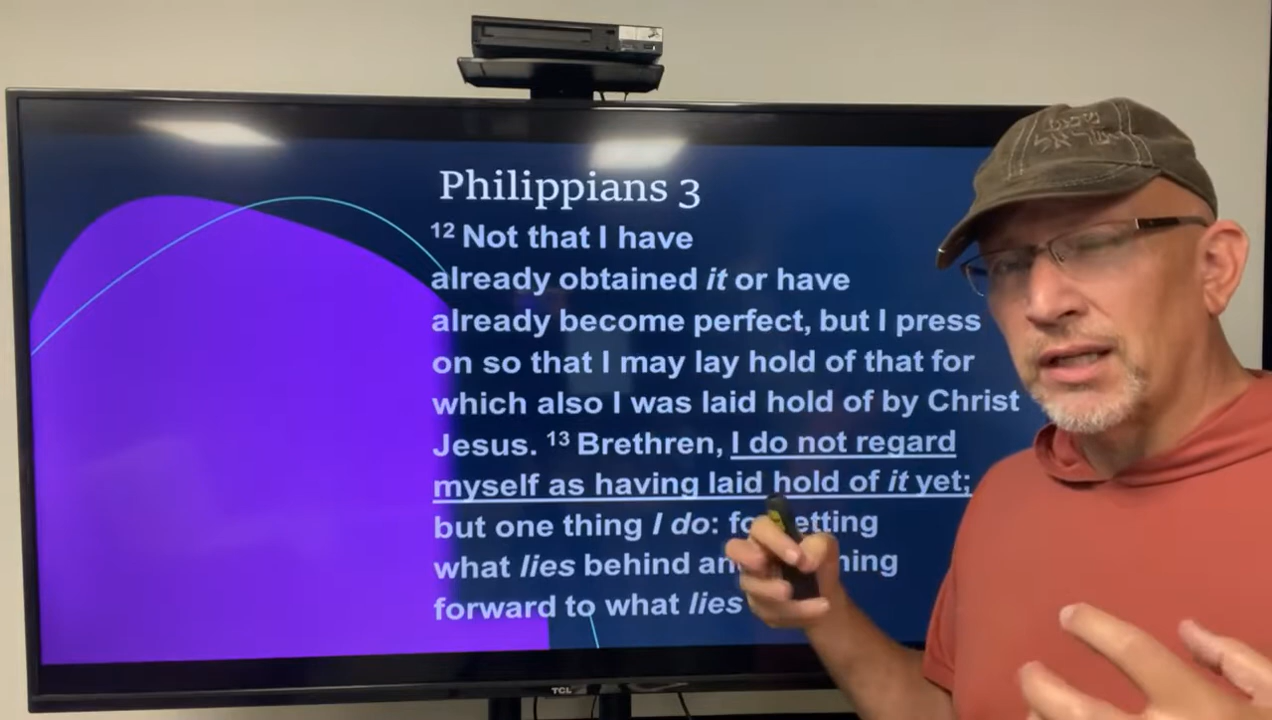 Philippians 3
12 Not that I have
already obtained it or have
already become perfect, but I press
on so that I may lay hold of that for
which also I was laid hold of by Christ
Jesus. 13 Brethren, I do not regard
myself as having laid hold of it yet;
but one thing I do:
what lies behind
forward to what lies
TCL